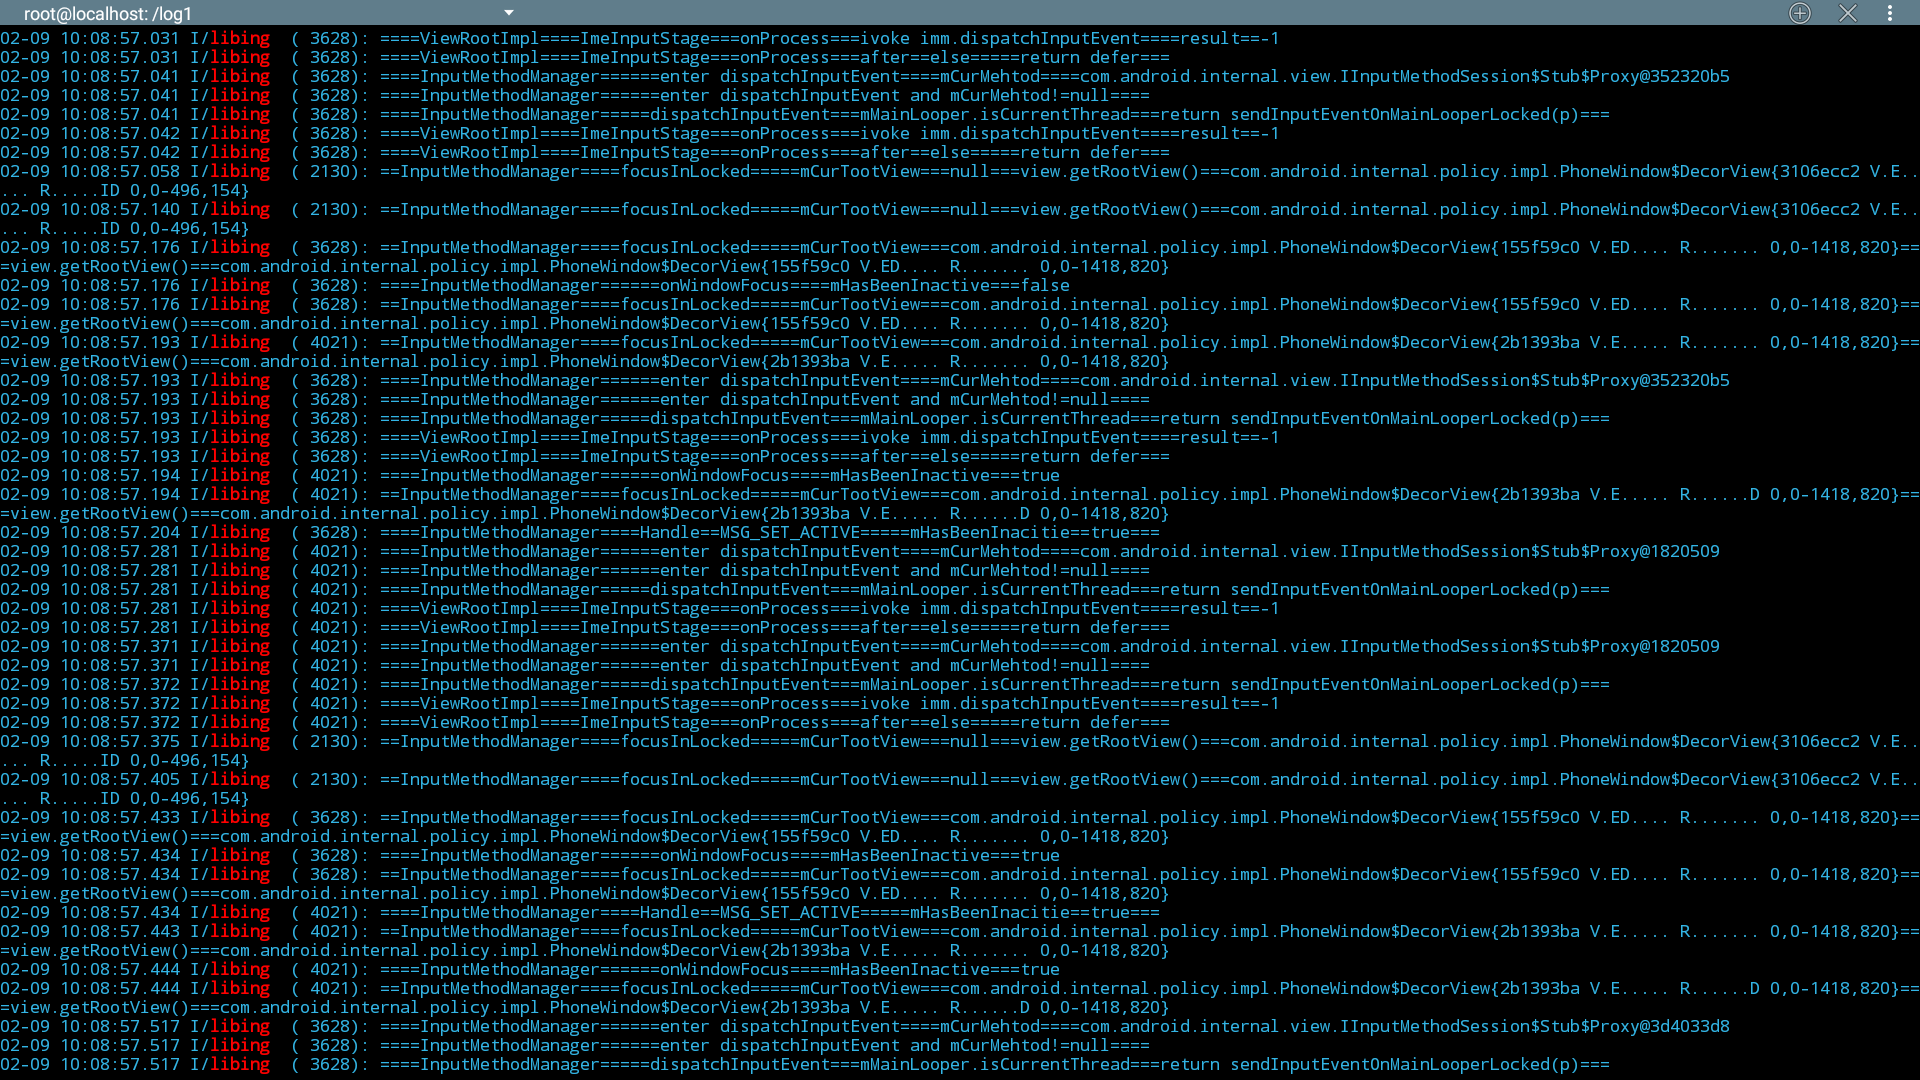 root@localhost: /log1
02-09 10:08:57.031 I/libing  ( 3628): ====ViewRootImpl====ImeInputStage===onProcess===ivoke imm.dispatchInputEvent====result==-1
02-09 10:08:57.031 I/libing  ( 3628): ====ViewRootImpl====ImeInputStage===onProcess===after==else=====return defer===
02-09 10:08:57.041 I/libing  ( 3628): ====InputMethodManager======enter dispatchInputEvent====mCurMehtod====com.android.internal.view.IInputMethodSession$Stub$Proxy@352320b5
02-09 10:08:57.041 I/libing  ( 3628): ====InputMethodManager======enter dispatchInputEvent and mCurMehtod!=null====
02-09 10:08:57.041 I/libing  ( 3628): ====InputMethodManager=====dispatchInputEvent===mMainLooper.isCurrentThread===return sendInputEventOnMainLooperLocked(p)===
02-09 10:08:57.042 I/libing  ( 3628): ====ViewRootImpl====ImeInputStage===onProcess===ivoke imm.dispatchInputEvent====result==-1
02-09 10:08:57.042 I/libing  ( 3628): ====ViewRootImpl====ImeInputStage===onProcess===after==else=====return defer===
02-09 10:08:57.058 I/libing  ( 2130): ==InputMethodManager====focusInLocked=====mCurTootView===null===view.getRootView()===com.android.internal.policy.impl.PhoneWindow$DecorView{3106ecc2 V.E..
... R.....ID 0,0-496,154}
02-09 10:08:57.140 I/libing  ( 2130): ==InputMethodManager====focusInLocked=====mCurTootView===null===view.getRootView()===com.android.internal.policy.impl.PhoneWindow$DecorView{3106ecc2 V.E..
... R.....ID 0,0-496,154}
02-09 10:08:57.176 I/libing  ( 3628): ==InputMethodManager====focusInLocked=====mCurTootView===com.android.internal.policy.impl.PhoneWindow$DecorView{155f59c0 V.ED.... R....... 0,0-1418,820}==
=view.getRootView()===com.android.internal.policy.impl.PhoneWindow$DecorView{155f59c0 V.ED.... R....... 0,0-1418,820}
02-09 10:08:57.176 I/libing  ( 3628): ====InputMethodManager======onWindowFocus====mHasBeenInactive===false
02-09 10:08:57.176 I/libing  ( 3628): ==InputMethodManager====focusInLocked=====mCurTootView===com.android.internal.policy.impl.PhoneWindow$DecorView{155f59c0 V.ED.... R....... 0,0-1418,820}==
=view.getRootView()===com.android.internal.policy.impl.PhoneWindow$DecorView{155f59c0 V.ED.... R....... 0,0-1418,820}
02-09 10:08:57.193 I/libing  ( 4021): ==InputMethodManager====focusInLocked=====mCurTootView===com.android.internal.policy.impl.PhoneWindow$DecorView{2b1393ba V.E..... R....... 0,0-1418,820}==
=view.getRootView()===com.android.internal.policy.impl.PhoneWindow$DecorView{2b1393ba V.E..... R....... 0,0-1418,820}
02-09 10:08:57.193 I/libing  ( 3628): ====InputMethodManager======enter dispatchInputEvent====mCurMehtod====com.android.internal.view.IInputMethodSession$Stub$Proxy@352320b5
02-09 10:08:57.193 I/libing  ( 3628): ====InputMethodManager======enter dispatchInputEvent and mCurMehtod!=null====
02-09 10:08:57.193 I/libing  ( 3628): ====InputMethodManager=====dispatchInputEvent===mMainLooper.isCurrentThread===return sendInputEventOnMainLooperLocked(p)===
02-09 10:08:57.193 I/libing  ( 3628): ====ViewRootImpl====ImeInputStage===onProcess===ivoke imm.dispatchInputEvent====result==-1
02-09 10:08:57.193 I/libing  ( 3628): ====ViewRootImpl====ImeInputStage===onProcess===after==else=====return defer===
02-09 10:08:57.194 I/libing  ( 4021): ====InputMethodManager======onWindowFocus====mHasBeenInactive===true
02-09 10:08:57.194 I/libing  ( 4021): ==InputMethodManager====focusInLocked=====mCurTootView===com.android.internal.policy.impl.PhoneWindow$DecorView{2b1393ba V.E..... R......D 0,0-1418,820}==
=view.getRootView()===com.android.internal.policy.impl.PhoneWindow$DecorView{2b1393ba V.E..... R......D 0,0-1418,820}
02-09 10:08:57.204 I/libing  ( 3628): ====InputMethodManager====Handle==MSG_SET_ACTIVE=====mHasBeenInacitie==true===
02-09 10:08:57.281 I/libing  ( 4021): ====InputMethodManager======enter dispatchInputEvent====mCurMehtod====com.android.internal.view.IInputMethodSession$Stub$Proxy@1820509
02-09 10:08:57.281 I/libing  ( 4021): ====InputMethodManager======enter dispatchInputEvent and mCurMehtod!=null====
02-09 10:08:57.281 I/libing  ( 4021): ====InputMethodManager=====dispatchInputEvent===mMainLooper.isCurrentThread===return sendInputEventOnMainLooperLocked(p)===
02-09 10:08:57.281 I/libing  ( 4021): ====ViewRootImpl====ImeInputStage===onProcess===ivoke imm.dispatchInputEvent====result==-1
02-09 10:08:57.281 I/libing  ( 4021): ====ViewRootImpl====ImeInputStage===onProcess===after==else=====return defer===
02-09 10:08:57.371 I/libing  ( 4021): ====InputMethodManager======enter dispatchInputEvent====mCurMehtod====com.android.internal.view.IInputMethodSession$Stub$Proxy@1820509
02-09 10:08:57.371 I/libing  ( 4021): ====InputMethodManager======enter dispatchInputEvent and mCurMehtod!=null====
02-09 10:08:57.372 I/libing  ( 4021): ====InputMethodManager=====dispatchInputEvent===mMainLooper.isCurrentThread===return sendInputEventOnMainLooperLocked(p)===
02-09 10:08:57.372 I/libing  ( 4021): ====ViewRootImpl====ImeInputStage===onProcess===ivoke imm.dispatchInputEvent====result==-1
02-09 10:08:57.372 I/libing  ( 4021): ====ViewRootImpl====ImeInputStage===onProcess===after==else=====return defer===
02-09 10:08:57.375 I/libing  ( 2130): ==InputMethodManager====focusInLocked=====mCurTootView===null===view.getRootView()===com.android.internal.policy.impl.PhoneWindow$DecorView{3106ecc2 V.E..
... R.....ID 0,0-496,154}
02-09 10:08:57.405 I/libing  ( 2130): ==InputMethodManager====focusInLocked=====mCurTootView===null===view.getRootView()===com.android.internal.policy.impl.PhoneWindow$DecorView{3106ecc2 V.E..
... R.....ID 0,0-496,154}
02-09 10:08:57.433 I/libing  ( 3628): ==InputMethodManager====focusInLocked=====mCurTootView===com.android.internal.policy.impl.PhoneWindow$DecorView{155f59c0 V.ED.... R....... 0,0-1418,820}==
=view.getRootView()===com.android.internal.policy.impl.PhoneWindow$DecorView{155f59c0 V.ED.... R....... 0,0-1418,820}
02-09 10:08:57.434 I/libing  ( 3628): ====InputMethodManager======onWindowFocus====mHasBeenInactive===true
02-09 10:08:57.434 I/libing  ( 3628): ==InputMethodManager====focusInLocked=====mCurTootView===com.android.internal.policy.impl.PhoneWindow$DecorView{155f59c0 V.ED.... R....... 0,0-1418,820}==
=view.getRootView()===com.android.internal.policy.impl.PhoneWindow$DecorView{155f59c0 V.ED.... R....... 0,0-1418,820}
02-09 10:08:57.434 I/libing  ( 4021): ====InputMethodManager====Handle==MSG_SET_ACTIVE=====mHasBeenInacitie==true===
02-09 10:08:57.443 I/libing  ( 4021): ==InputMethodManager====focusInLocked=====mCurTootView===com.android.internal.policy.impl.PhoneWindow$DecorView{2b1393ba V.E..... R....... 0,0-1418,820}==
=view.getRootView()===com.android.internal.policy.impl.PhoneWindow$DecorView{2b1393ba V.E..... R....... 0,0-1418,820}
02-09 10:08:57.444 I/libing  ( 4021): ====InputMethodManager======onWindowFocus====mHasBeenInactive===true
02-09 10:08:57.444 I/libing  ( 4021): ==InputMethodManager====focusInLocked=====mCurTootView===com.android.internal.policy.impl.PhoneWindow$DecorView{2b1393ba V.E..... R......D 0,0-1418,820}==
=view.getRootView()===com.android.internal.policy.impl.PhoneWindow$DecorView{2b1393ba V.E..... R......D 0,0-1418,820}
02-09 10:08:57.517 I/libing  ( 3628): ====InputMethodManager======enter dispatchInputEvent====mCurMehtod====com.android.internal.view.IInputMethodSession$Stub$Proxy@3d4033d8
02-09 10:08:57.517 I/libing  ( 3628): ====InputMethodManager======enter dispatchInputEvent and mCurMehtod!=null====
02-09 10:08:57.517 I/libing  ( 3628): ====InputMethodManager=====dispatchInputEvent===mMainLooper.isCurrentThread===return sendInputEventOnMainLooperLocked(p)===